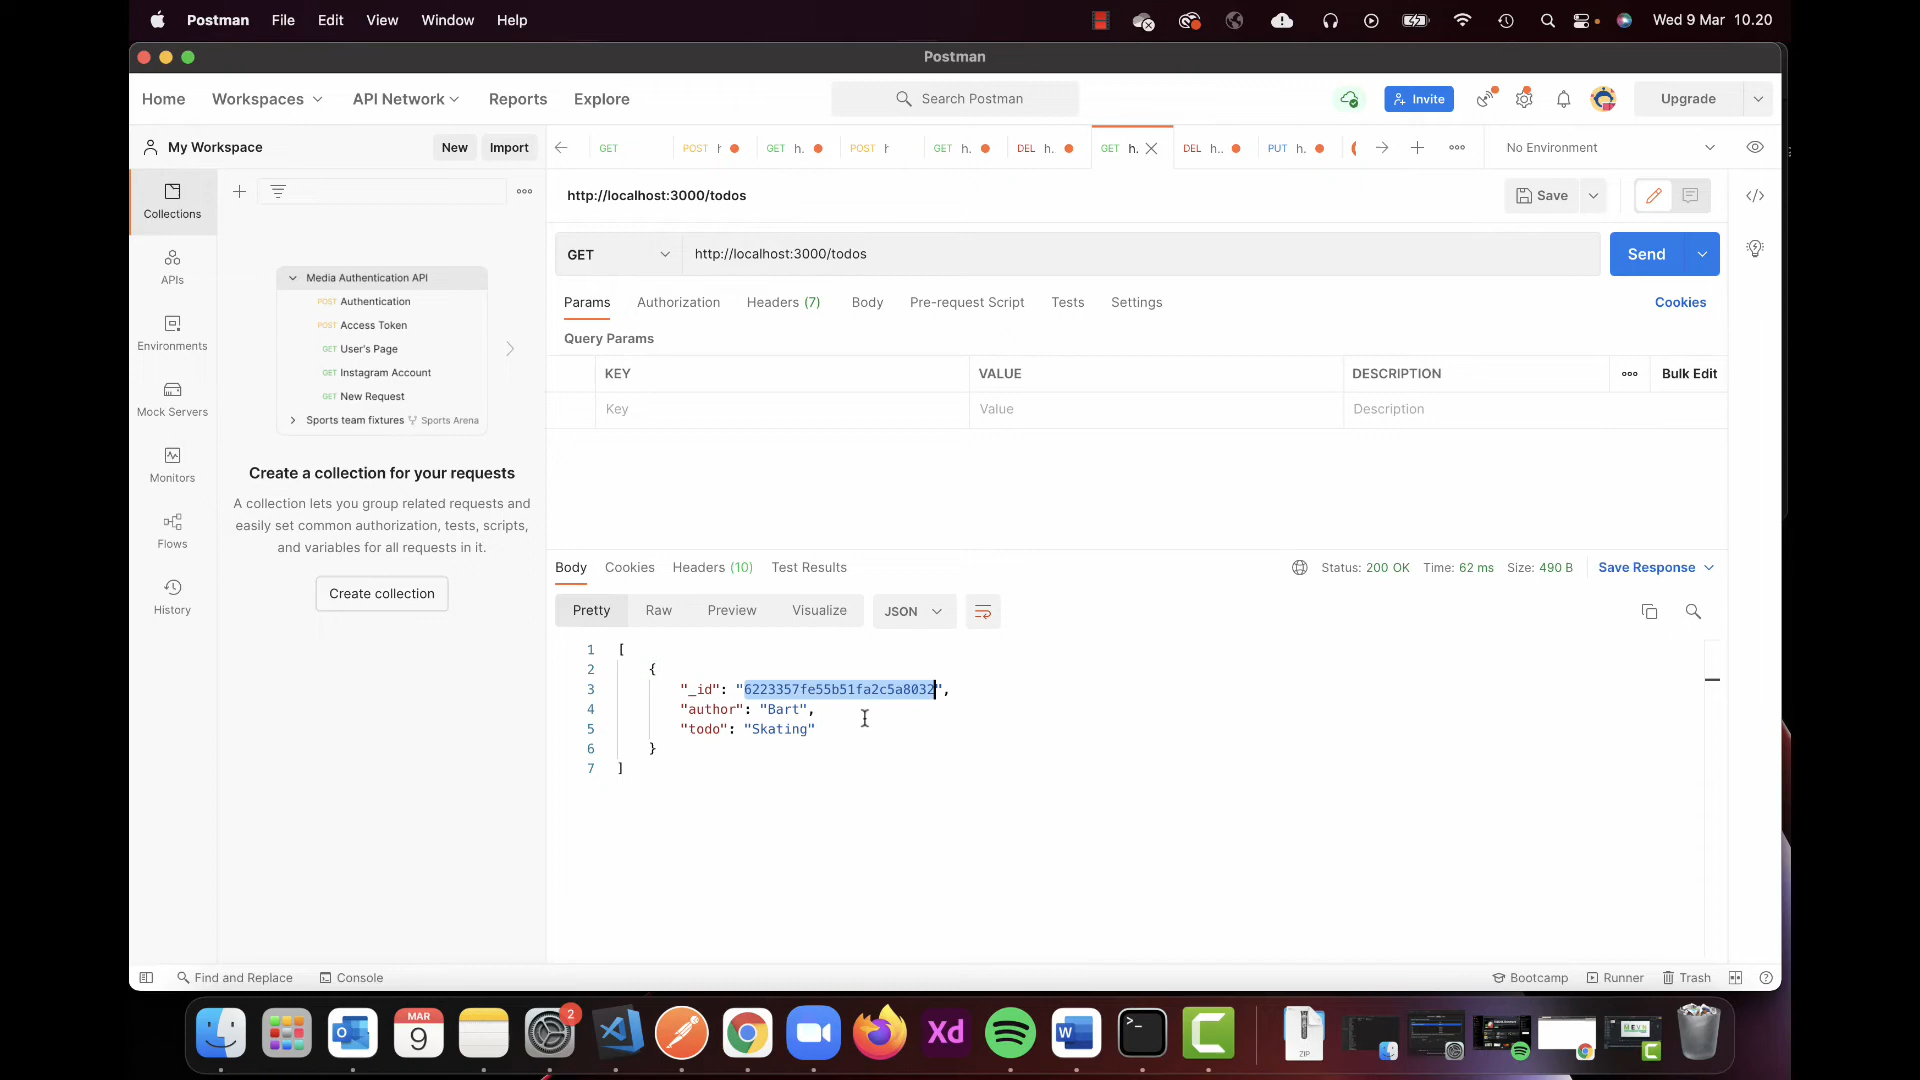 Postman File Edit View Window Help
Wed 9 Mar 10.20
Postman
Home Workspaces API Network Reports Explore
Search Postman
Invite
Upgrade
My Workspace
New Import
GET
POST h
GET h.
POST h
GET h.
DEL h.
GET h.
DEL h..
PUT h.
No Environment
Collections
APIs
Environments
Mock Servers
Monitors
Flows
History
Media Authentication API
POST Authentication
POST Access Token
GET User's Page
GET Instagram Account
GET New Request
Sports team fixtures Sports Arena
Create a collection for your requests
A collection lets you group related requests and
easily set common authorization, tests, scripts,
and variables for all requests in it.
Create collection
http://localhost:3000/todos
Save
GET http://localhost:3000/todos
Send
Params Authorization Headers (7) Body Pre-request Script Tests Settings
Cookies
Query Params
KEY VALUE DESCRIPTION
Bulk Edit
Key Value Description
Body Cookies Headers (10) Test Results
Status: 200 OK Time: 62 ms Size: 490 B
Save Response
Pretty Raw Preview Visualize JSON
1 [
2 {
3 "_id": "6223357fe55b51fa2c5a8032",
4 "author": "Bart",
5 "todo": "Skating"
6 }
7 ]
Find and Replace Console
Bootcamp Runner Trash
MAR
9
2
Xd
W
ZIP